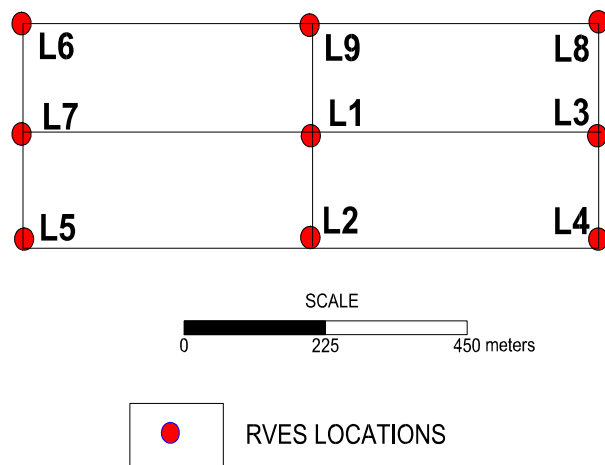 L6 L9 L8
L7 L1 L3
L5 L2 L4
SCALE
0 225 450 meters
RVES LOCATIONS